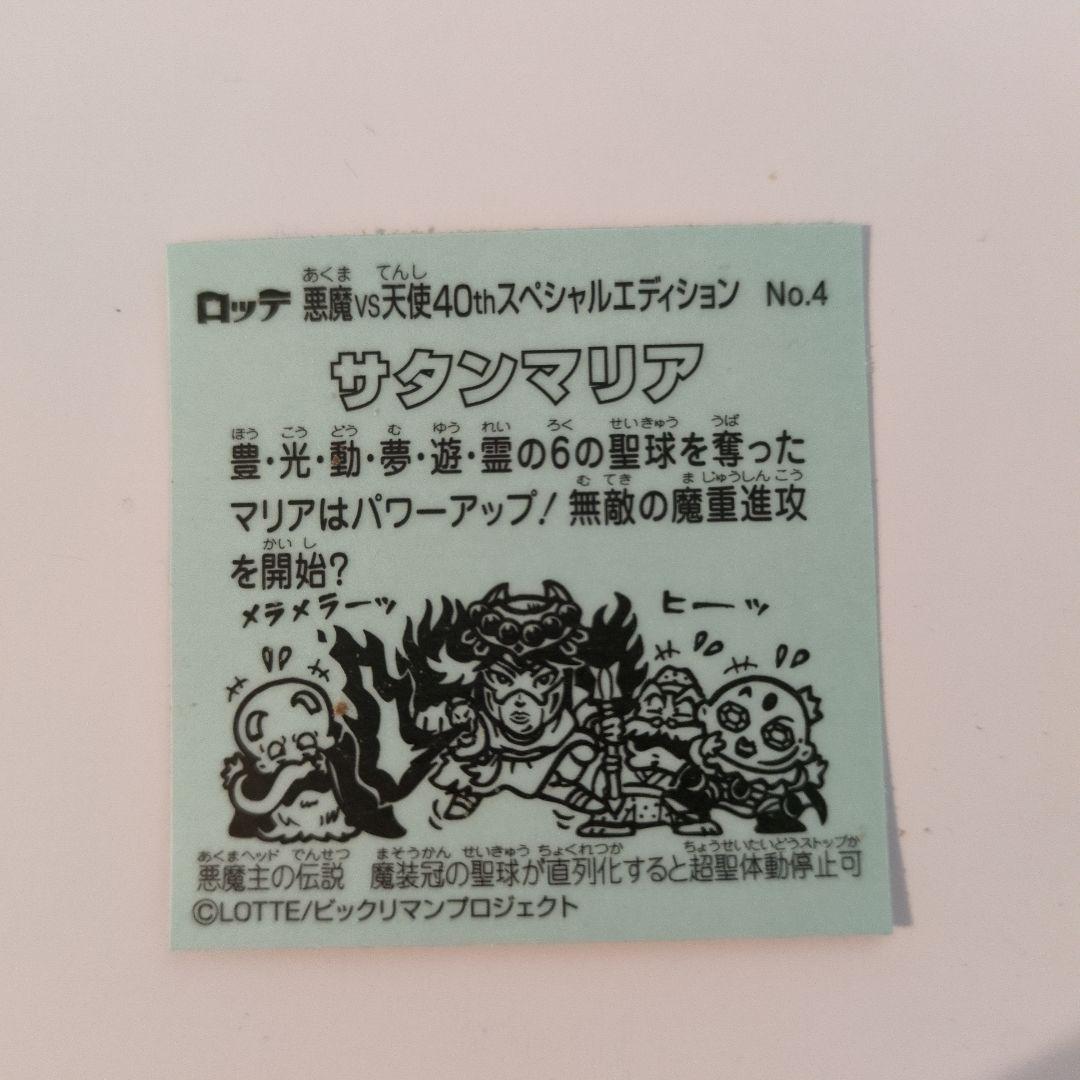 ロッテ 悪魔VS天使40thスペシャルエディション No.4
あくま てんし
サタンマリア
ほう こう どう む ゆう れい ろく せいきゅう うば
豊・光・動・夢・遊・霊の6の聖球を奪った
む てき ま じゅうしん こう
マリアはパワーアップ! 無敵の魔重進攻
かい し
を開始?
メラメラーッ ヒーッ
あくまヘッド でんせつ まそうかん せいきゅう ちょくれつか ちょうせいたいどうストップか
悪魔主の伝説 魔装冠の聖球が直列化すると超聖体動停止可
©LOTTE/ビックリマンプロジェクト